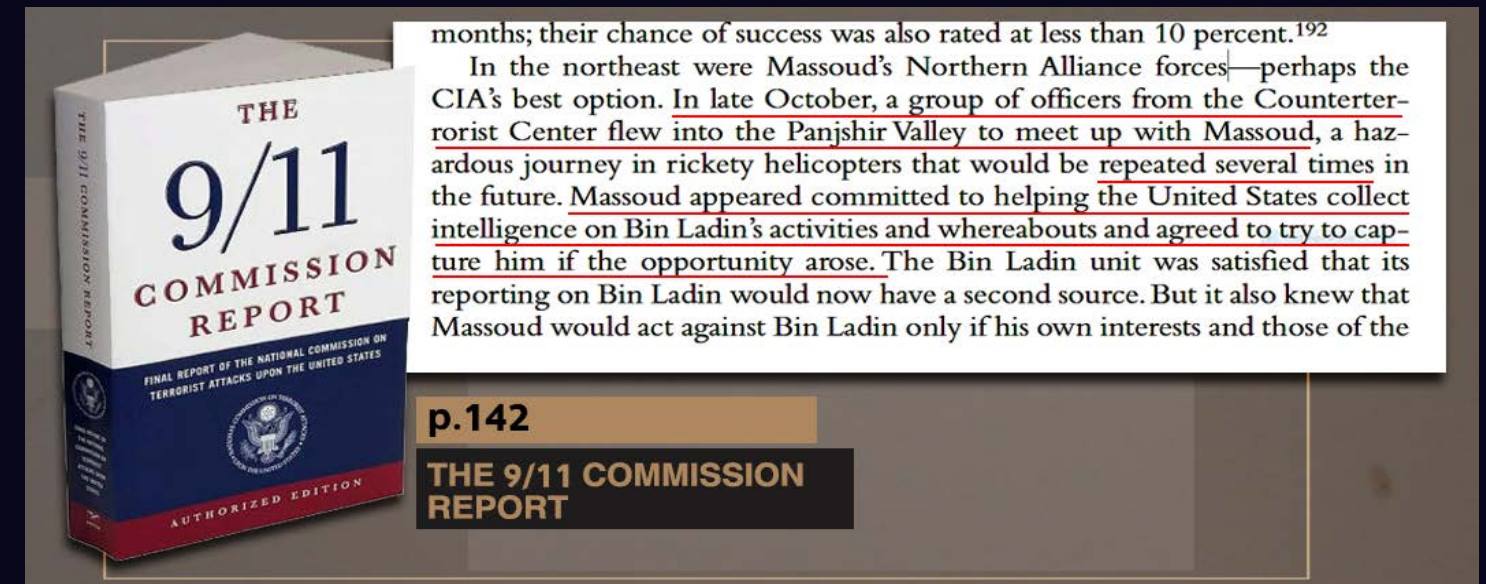 THE
9/11
COMMISSION
REPORT
FINAL REPORT OF THE NATIONAL COMMISSION ON
TERRORIST ATTACKS UPON THE UNITED STATES
AUTHORIZED EDITION
THE 9/11 COMMISSION REPORT
months; their chance of success was also rated at less than 10 percent.192
In the northeast were Massoud's Northern Alliance forces—perhaps the
CIA's best option. In late October, a group of officers from the Counterter-
rorist Center flew into the Panjshir Valley to meet up with Massoud, a haz-
ardous journey in rickety helicopters that would be repeated several times in
the future. Massoud appeared committed to helping the United States collect
intelligence on Bin Ladin's activities and whereabouts and agreed to try to cap-
ture him if the opportunity arose. The Bin Ladin unit was satisfied that its
reporting on Bin Ladin would now have a second source. But it also knew that
Massoud would act against Bin Ladin only if his own interests and those of the
p.142
THE 9/11 COMMISSION
REPORT